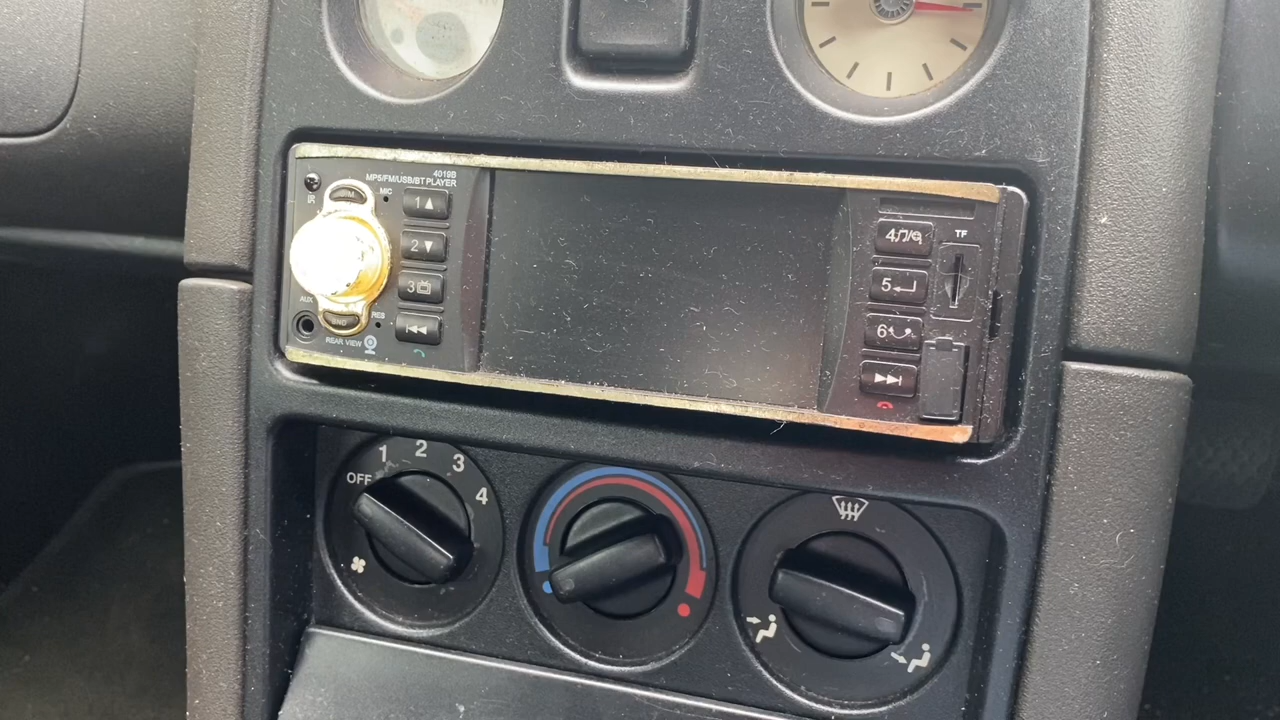 4019B
MP5/FM/USB/BT PLAYER
MIC
IR
1
2
3
4
5
6
TF
AUX
RES
BND
REAR VIEW
OFF 1 2 3 4